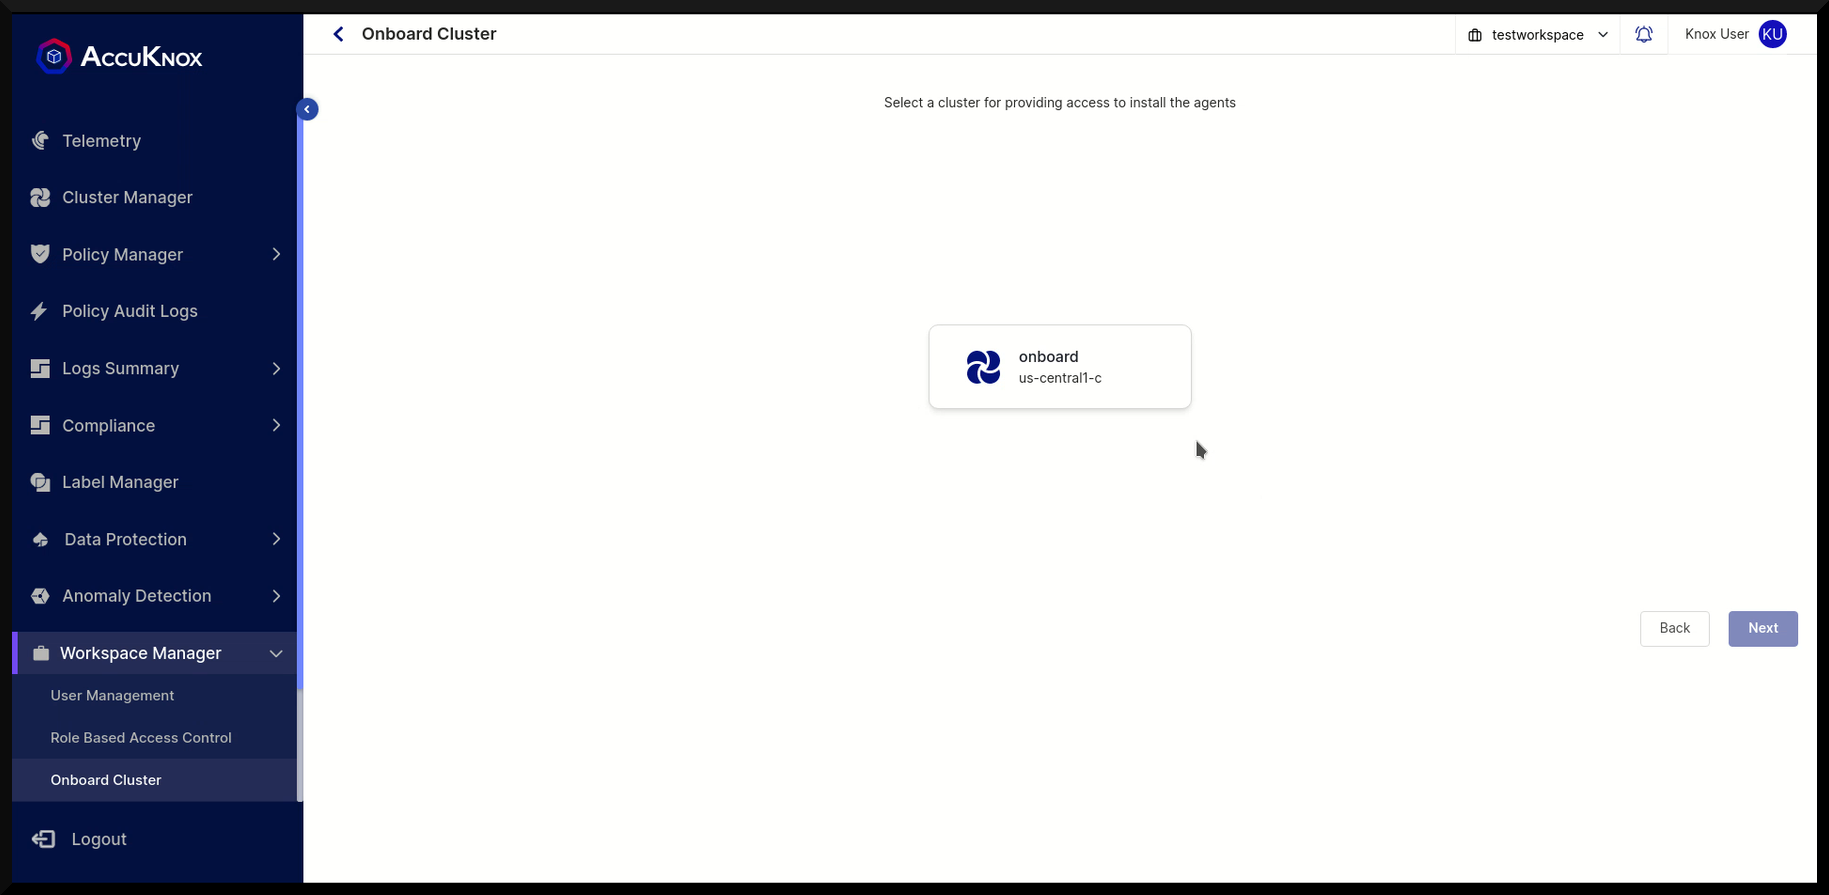 ACCUKNOX
Telemetry
Cluster Manager
Policy Manager
Policy Audit Logs
Logs Summary
Compliance
Label Manager
Data Protection
Anomaly Detection
Workspace Manager
User Management
Role Based Access Control
Onboard Cluster
Logout
Onboard Cluster
testworkspace
Knox User
KU
Select a cluster for providing access to install the agents
onboard
us-central1-c
Back
Next